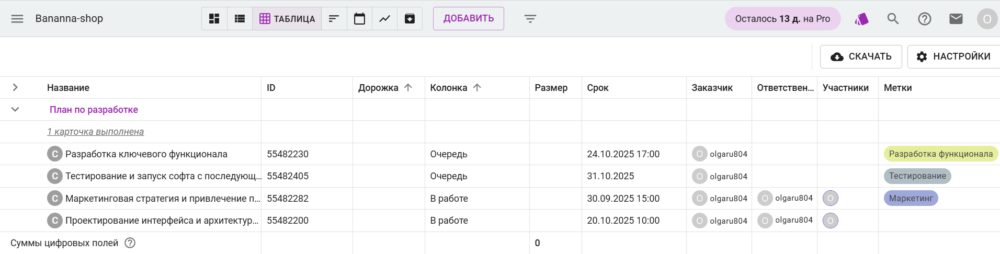 Bananna-shop ТАБЛИЦА ДОБАВИТЬ Осталось 13 д. на Pro O
СКАЧАТЬ НАСТРОЙКИ
Название ID Дорожка Колонка Размер Срок Заказчик Ответствен... Участники Метки
План по разработке
1 карточка выполнена
C Разработка ключевого функционала 55482230 Очередь 24.10.2025 17:00 O olgaru804 Разработка функционала
C Тестирование и запуск софта с последующ... 55482405 Очередь 31.10.2025 O olgaru804 Тестирование
C Маркетинговая стратегия и привлечение п... 55482282 В работе 30.09.2025 15:00 O olgaru804 O olgaru804 O Маркетинг
C Проектирование интерфейса и архитектур... 55482200 В работе 20.10.2025 10:00 O olgaru804 O olgaru804 O
Суммы цифровых полей ? 0